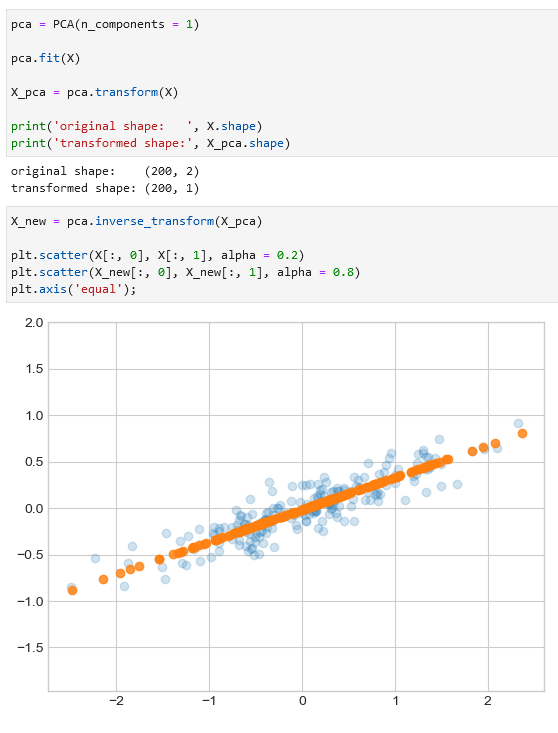 pca = PCA(n_components = 1)
pca.fit(X)
X_pca = pca.transform(X)
print('original shape:   ', X.shape)
print('transformed shape:', X_pca.shape)
original shape:    (200, 2)
transformed shape: (200, 1)
X_new = pca.inverse_transform(X_pca)
plt.scatter(X[:, 0], X[:, 1], alpha = 0.2)
plt.scatter(X_new[:, 0], X_new[:, 1], alpha = 0.8)
plt.axis('equal');
2.0
1.5
1.0
0.5
0.0
−0.5
−1.0
−1.5
−2 −1 0 1 2